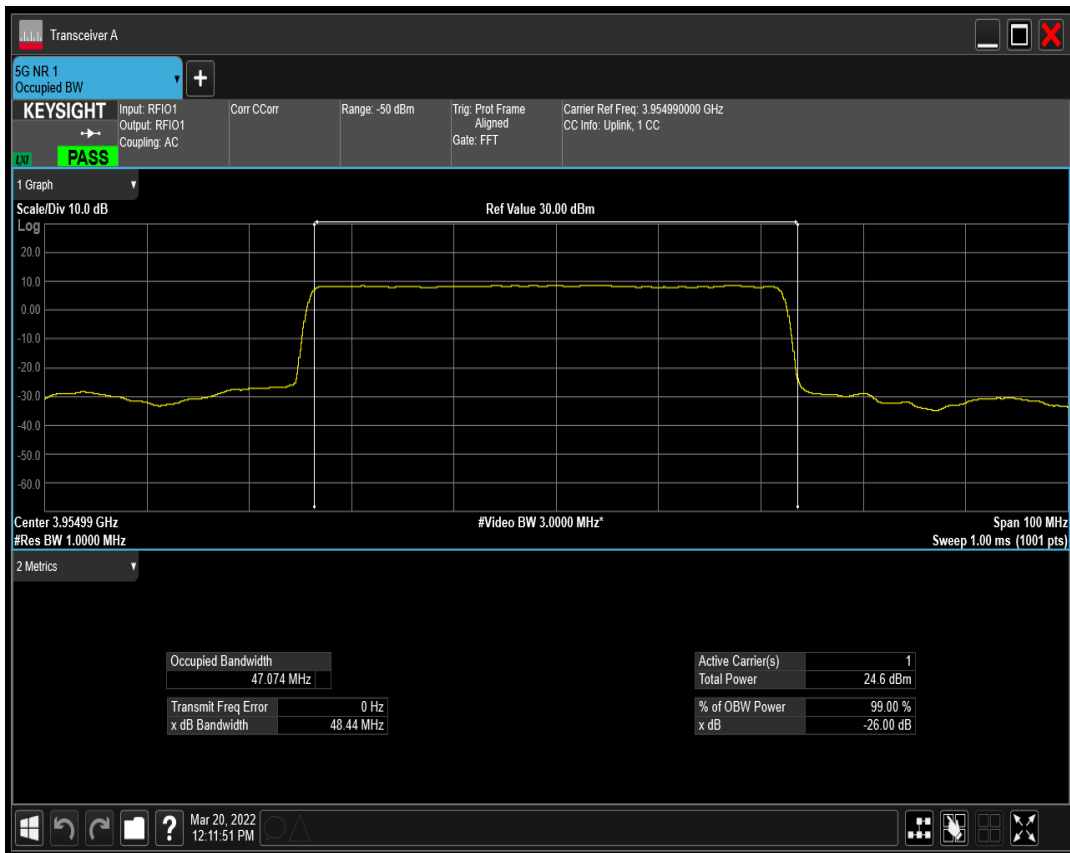 Transceiver A
5G NR 1
Occupied BW
KEYSIGHT
LXI
PASS
Input: RFIO1
Output: RFIO1
Coupling: AC
Corr CCorr
Range: -50 dBm
Trig: Prot Frame
Aligned
Gate: FFT
Carrier Ref Freq: 3.954990000 GHz
CC Info: Uplink, 1 CC
1 Graph
Scale/Div 10.0 dB
Ref Value 30.00 dBm
Log
20.0
10.0
0.00
-10.0
-20.0
-30.0
-40.0
-50.0
-60.0
Center 3.95499 GHz
#Video BW 3.0000 MHz*
Span 100 MHz
#Res BW 1.0000 MHz
Sweep 1.00 ms (1001 pts)
2 Metrics
Occupied Bandwidth
47.074 MHz
Transmit Freq Error 0 Hz
x dB Bandwidth 48.44 MHz
Active Carrier(s) 1
Total Power 24.6 dBm
% of OBW Power 99.00 %
x dB -26.00 dB
?
Mar 20, 2022
12:11:51 PM